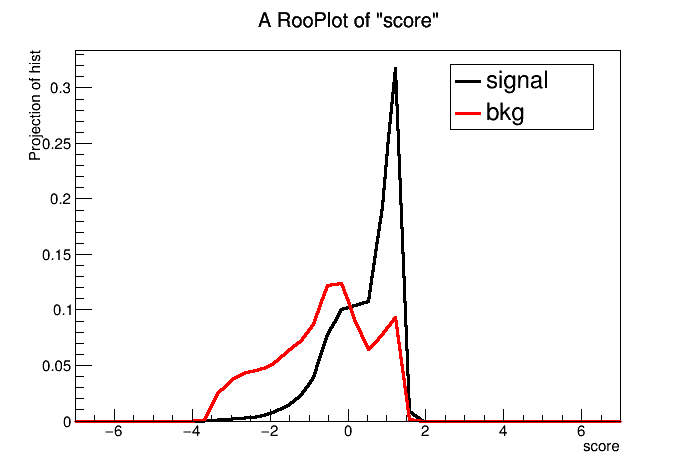 A RooPlot of "score"
Projection of hist
0.3
0.25
0.2
0.15
0.1
0.05
0
signal
bkg
−6 −4 −2 0 2 4 6
score